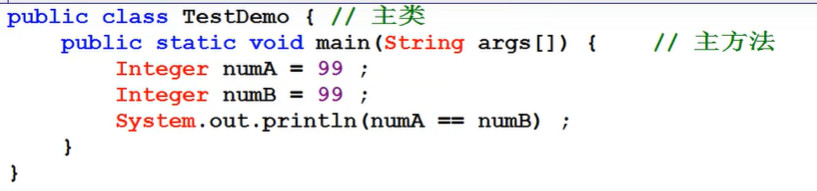 public class TestDemo { // 主类
    public static void main(String args[]) {    // 主方法
        Integer numA = 99 ;
        Integer numB = 99 ;
        System.out.println(numA == numB) ;
    }
}